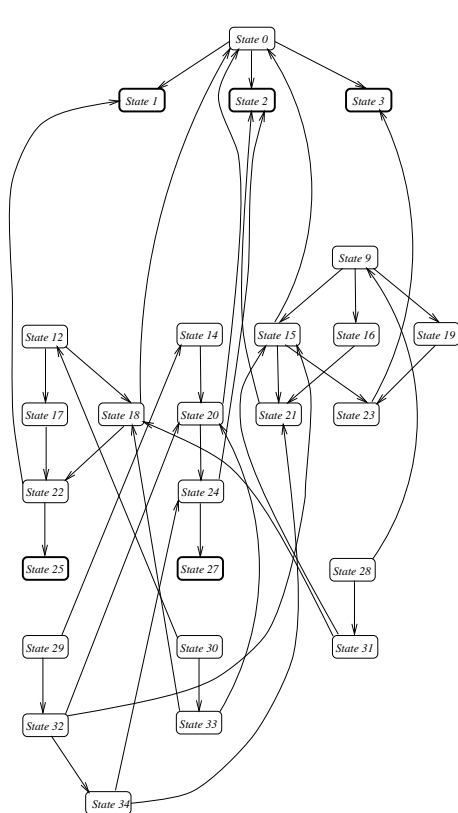 State 0
State 1
State 2
State 3
State 9
State 12
State 14
State 15
State 16
State 19
State 17
State 18
State 20
State 21
State 23
State 22
State 24
State 25
State 27
State 28
State 29
State 30
State 31
State 32
State 33
State 34